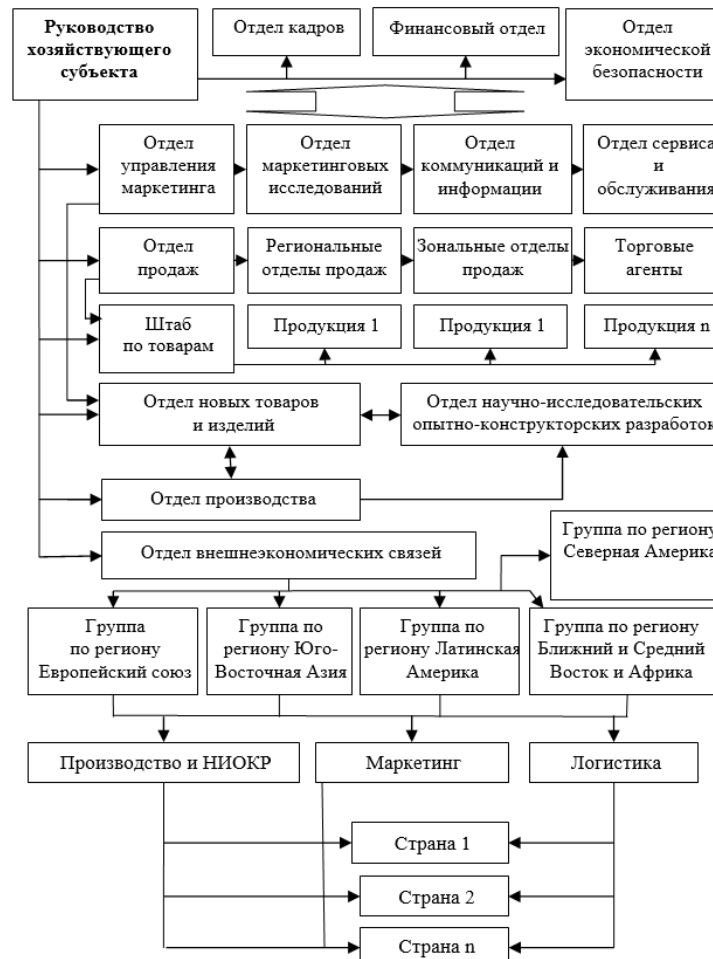 Руководство
хозяйствующего
субъекта
Отдел кадров
Финансовый отдел
Отдел
экономической
безопасности
Отдел
управления
маркетинга
Отдел
маркетинговых
исследований
Отдел
коммуникаций и
информации
Отдел сервиса
и
обслуживания
Отдел
продаж
Региональные
отделы продаж
Зональные отделы
продаж
Торговые
агенты
Штаб
по товарам
Продукция 1
Продукция 1
Продукция n
Отдел новых товаров
и изделий
Отдел научно-исследовательских
опытно-конструкторских разработок
Отдел производства
Группа по региону
Северная Америка
Отдел внешнеэкономических связей
Группа
по региону
Европейский союз
Группа по
региону Юго-
Восточная Азия
Группа по
региону Латинская
Америка
Группа по региону
Ближний и Средний
Восток и Африка
Производство и НИОКР
Маркетинг
Логистика
Страна 1
Страна 2
Страна n